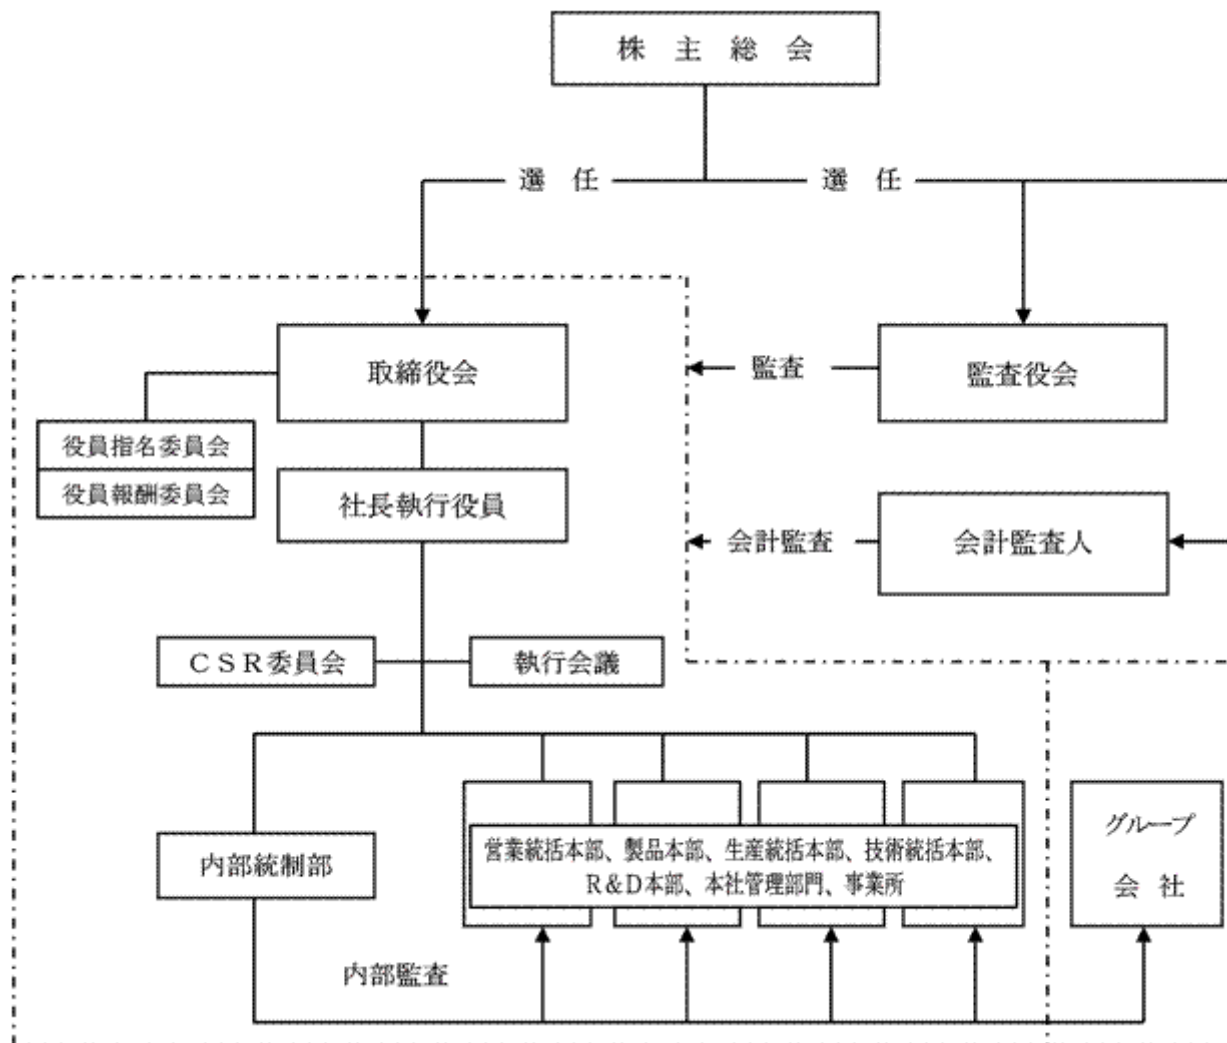 株主総会
選任
選任
取締役会
監査
監査役会
役員指名委員会
役員報酬委員会
社長執行役員
会計監査
会計監査人
ＣＳＲ委員会
執行会議
内部統制部
営業統括本部、製品本部、生産統括本部、技術統括本部、
Ｒ＆Ｄ本部、本社管理部門、事業所
グループ
会社
内部監査